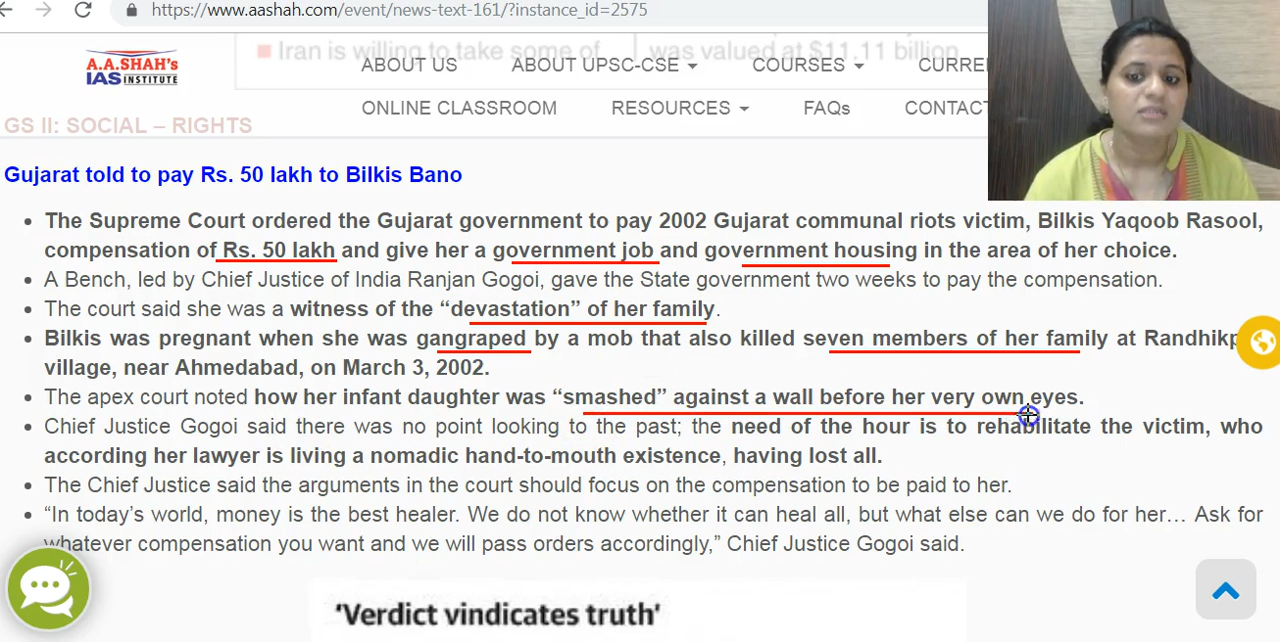 https://www.aashah.com/event/news-text-161/?instance_id=2575
Iran is willing to take some of
was valued at $11.11 billion
A.A.SHAH's
IAS INSTITUTE
ABOUT US ABOUT UPSC-CSE COURSES
ONLINE CLASSROOM RESOURCES FAQs
GS II: SOCIAL – RIGHTS
Gujarat told to pay Rs. 50 lakh to Bilkis Bano
• The Supreme Court ordered the Gujarat government to pay 2002 Gujarat communal riots victim, Bilkis Yaqoob Rasool,
compensation of Rs. 50 lakh and give her a government job and government housing in the area of her choice.
• A Bench, led by Chief Justice of India Ranjan Gogoi, gave the State government two weeks to pay the compensation.
• The court said she was a witness of the “devastation” of her family.
• Bilkis was pregnant when she was gangraped by a mob that also killed seven members of her family at
village, near Ahmedabad, on March 3, 2002.
• The apex court noted how her infant daughter was “smashed” against a wall before her very own eyes.
• Chief Justice Gogoi said there was no point looking to the past; the need of the hour is to rehabilitate the victim, who
according her lawyer is living a nomadic hand-to-mouth existence, having lost all.
• The Chief Justice said the arguments in the court should focus on the compensation to be paid to her.
• “In today’s world, money is the best healer. We do not know whether it can heal all, but what else can we do for her… Ask for
whatever compensation you want and we will pass orders accordingly,” Chief Justice Gogoi said.
'Verdict vindicates truth'